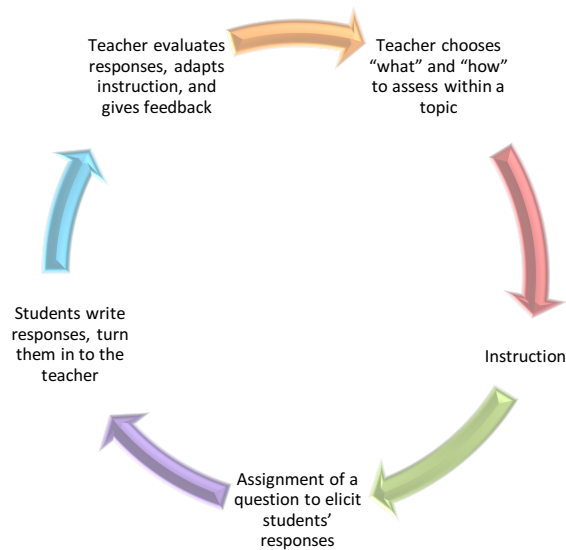 Teacher evaluates
responses, adapts
instruction, and
gives feedback
Teacher chooses
“what” and “how”
to assess within a
topic
Instruction
Assignment of a
question to elicit
students’
responses
Students write
responses, turn
them in to the
teacher